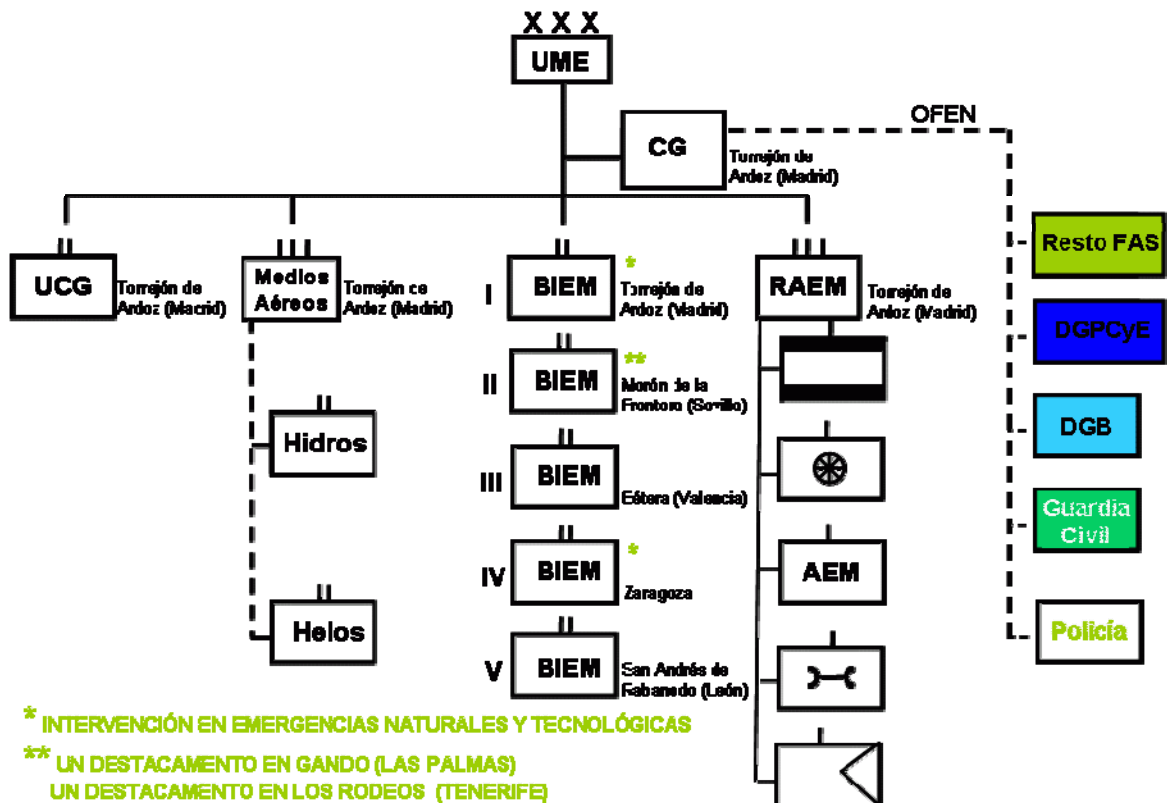 X X X
UME
OFEN
CG
Torrejón de
Ardoz (Madrid)
UCG
Torrejón de
Ardoz (Madrid)
Medios
Aéreos
Torrejón de
Ardoz (Madrid)
Hidros
Helos
I
BIEM
*
Torrejón de
Ardoz (Madrid)
II
BIEM
**
Morón de la
Frontera (Sevilla)
III
BIEM
Bétera (Valencia)
IV
BIEM
*
Zaragoza
V
BIEM
San Andrés de
Rabanedo (León)
RAEM
Torrejón de
Ardoz (Madrid)
AEM
Resto FAS
DGPCyE
DGB
Guardia
Civil
Policía
* INTERVENCIÓN EN EMERGENCIAS NATURALES Y TECNOLÓGICAS
** UN DESTACAMENTO EN GANDO (LAS PALMAS)
UN DESTACAMENTO EN LOS RODEOS (TENERIFE)